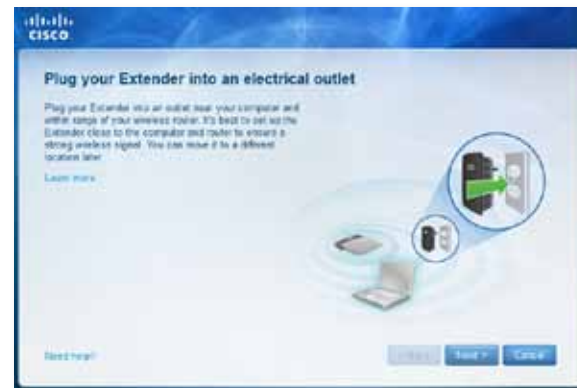 CISCO
Plug your Extender into an electrical outlet
Plug your Extender into an outlet near your computer and
within range of your wireless router. It's best to set up the
Extender close to the computer and router to ensure a
strong wireless signal. You can move it to a different
location later.
Learn more
Need help?
Next >
Cancel